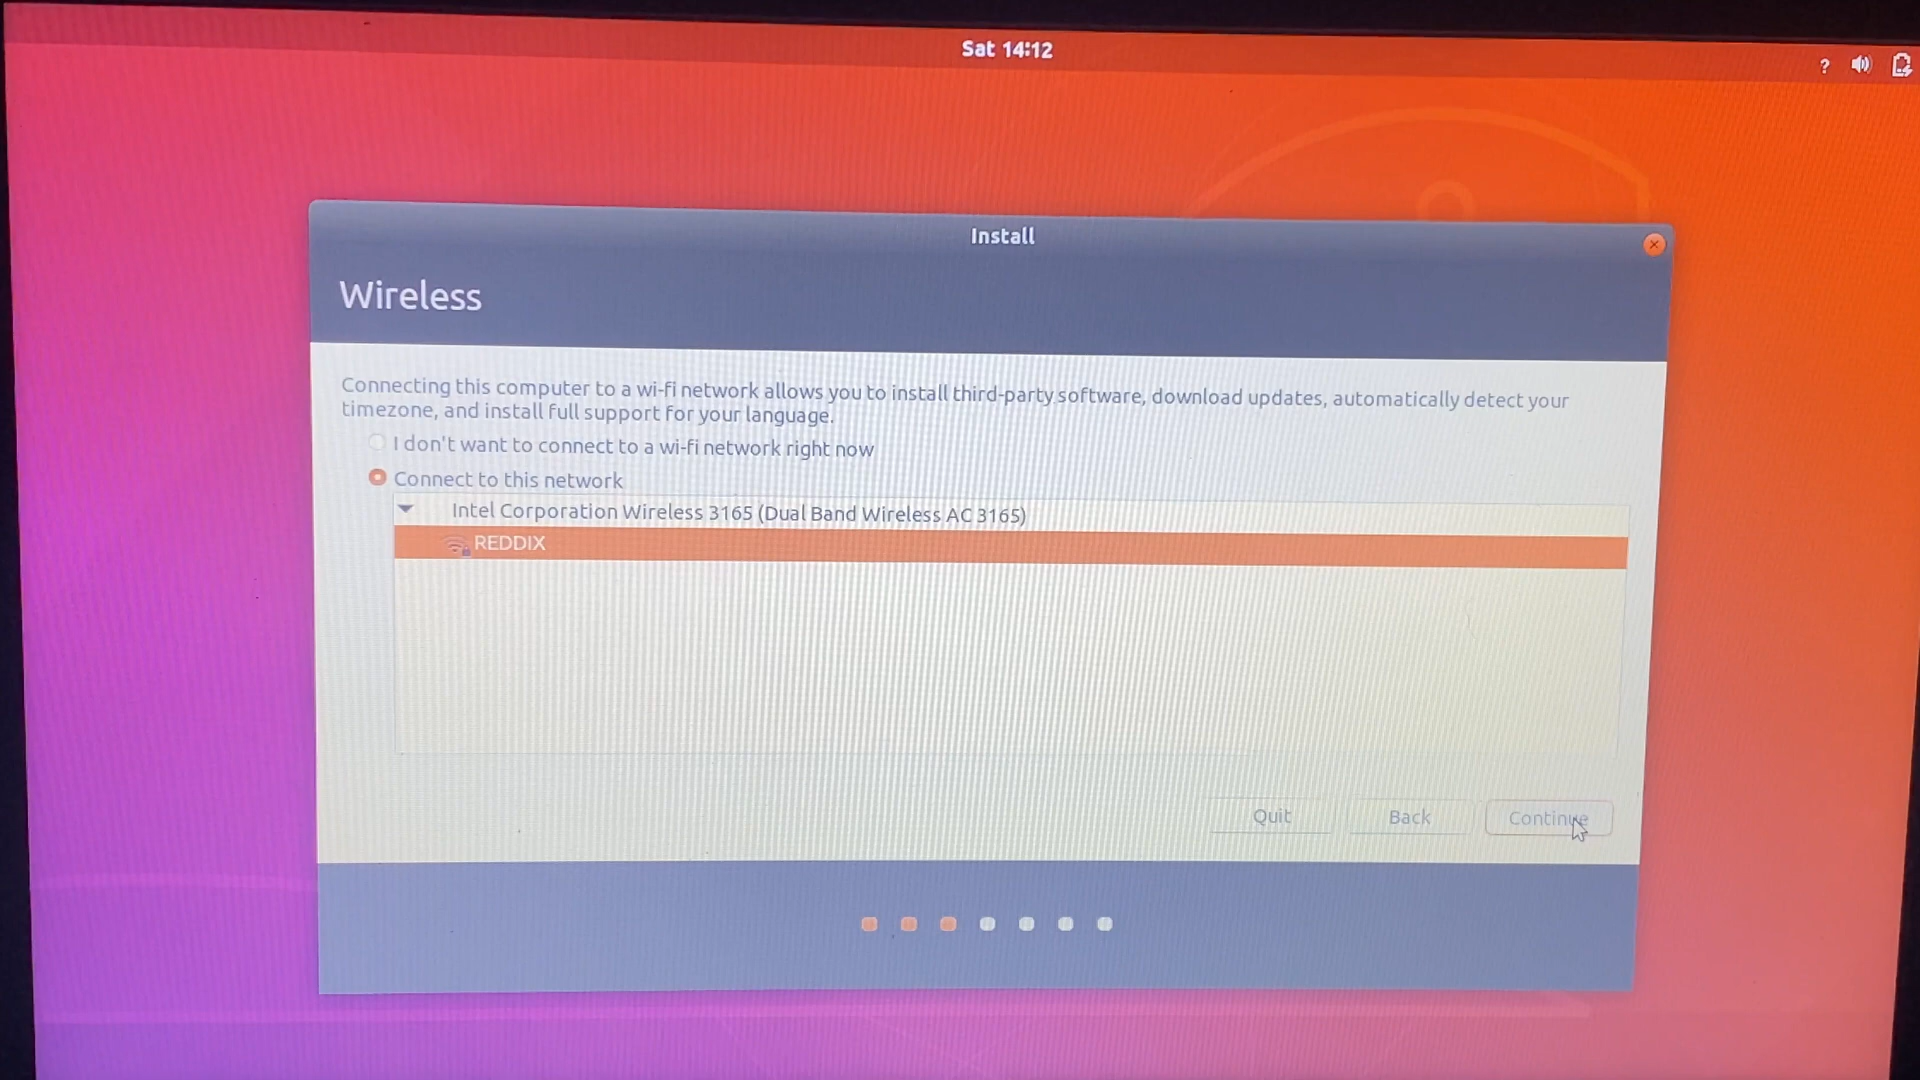 Sat 14:12
?
Install
Wireless
Connecting this computer to a wi-fi network allows you to install third-party software, download updates, automatically detect your
timezone, and install full support for your language.
I don't want to connect to a wi-fi network right now
Connect to this network
Intel Corporation Wireless 3165 (Dual Band Wireless AC 3165)
REDDIX
Quit
Back
Continue